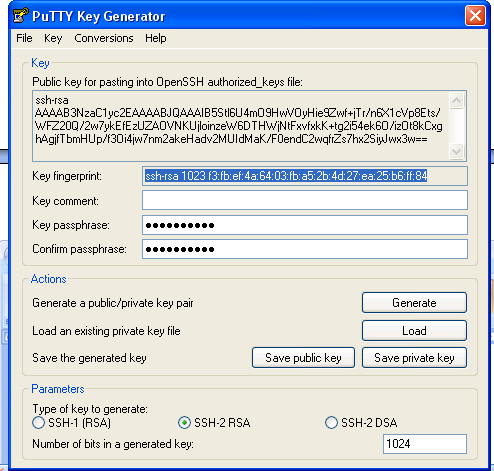 PuTTY Key Generator
File Key Conversions Help
Key
Public key for pasting into OpenSSH authorized_keys file:
ssh-rsa
AAAAB3NzaC1yc2EAAAABJQAAAIB5StI6U4mO9HwV0yHie9Zwf+jTr/n6X1cVp8Ets/
WFZ20Q/2w7ykEfEzUZAOVNKUjloinzeW6DTHWjNtFxvfxkK+tg2i54ek6O/izOt8kCxg
hAgjfTbmHUp/f3Oi4jw7nm2akeHadv2MUIdMaK/F0endC2wqfrZs7hx2SiyJwx3w==
Key fingerprint: ssh-rsa 1023 f3:fb:ef:4a:64:03:fb:a5:2b:4d:27:ea:25:b6:ff:84
Key comment:
Key passphrase: ●●●●●●●●●●
Confirm passphrase: ●●●●●●●●●●
Actions
Generate a public/private key pair Generate
Load an existing private key file Load
Save the generated key Save public key Save private key
Parameters
Type of key to generate:
SSH-1 (RSA) SSH-2 RSA SSH-2 DSA
Number of bits in a generated key: 1024